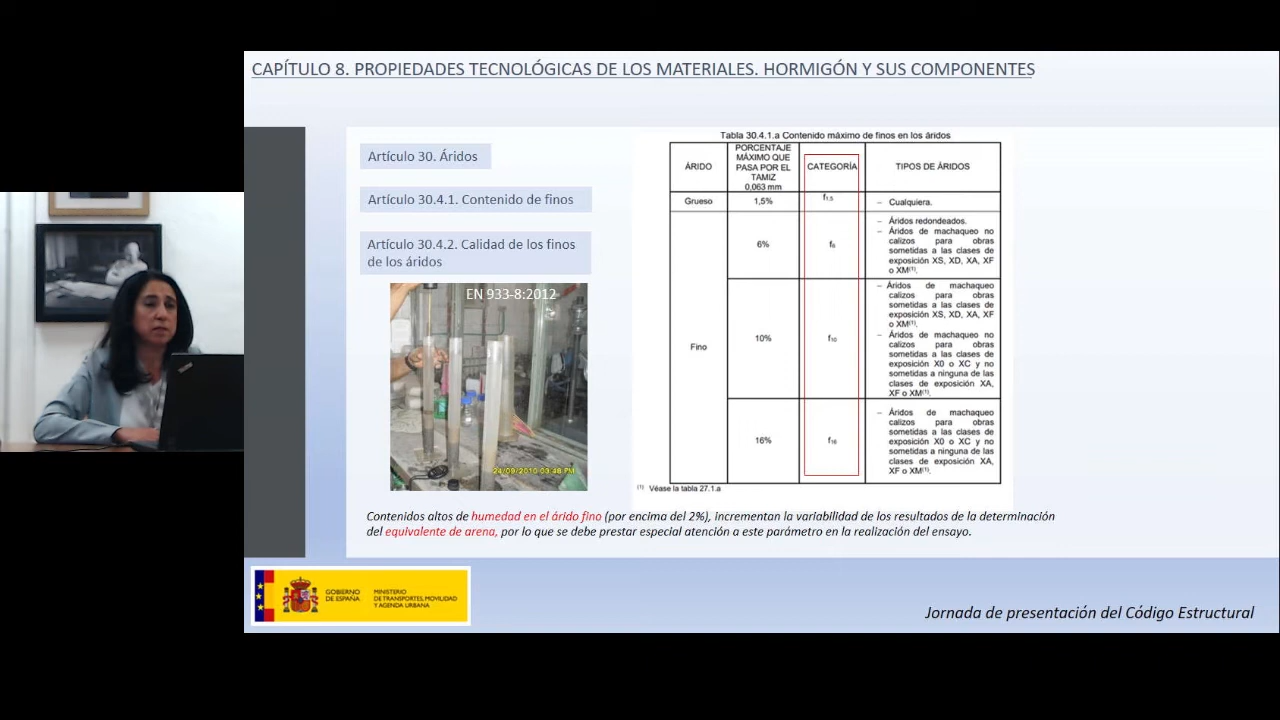 CAPÍTULO 8. PROPIEDADES TECNOLÓGICAS DE LOS MATERIALES. HORMIGÓN Y SUS COMPONENTES
Artículo 30. Áridos
Artículo 30.4.1. Contenido de finos
Artículo 30.4.2. Calidad de los finos
de los áridos
EN 933-8:2012
24/09/2010 03:48 PM
Tabla 30.4.1.a Contenido máximo de finos en los áridos
ÁRIDO
PORCENTAJE
MÁXIMO QUE
PASA POR EL
TAMIZ
0,063 mm
CATEGORÍA
TIPOS DE ÁRIDOS
Grueso
1,5%
f1,5
− Cualquiera.
Fino
6%
f6
− Áridos redondeados.
− Áridos de machaqueo no
calizos para obras
sometidas a las clases de
exposición XS, XD, XA, XF
o XM(1).
10%
f10
− Áridos de machaqueo
calizos para obras
sometidas a las clases de
exposición XS, XD, XA, XF
o XM(1).
− Áridos de machaqueo no
calizos para obras
sometidas a las clases de
exposición X0 o XC y no
sometidas a ninguna de las
clases de exposición XA,
XF o XM(1).
16%
f16
− Áridos de machaqueo
calizos para obras
sometidas a las clases de
exposición X0 o XC y no
sometidas a ninguna de las
clases de exposición XA,
XF o XM(1).
(1) Véase la tabla 27.1.a
Contenidos altos de humedad en el árido fino (por encima del 2%), incrementan la variabilidad de los resultados de la determinación
del equivalente de arena, por lo que se debe prestar especial atención a este parámetro en la realización del ensayo.
GOBIERNO
DE ESPAÑA
MINISTERIO
DE TRANSPORTES, MOVILIDAD
Y AGENDA URBANA
Jornada de presentación del Código Estructural